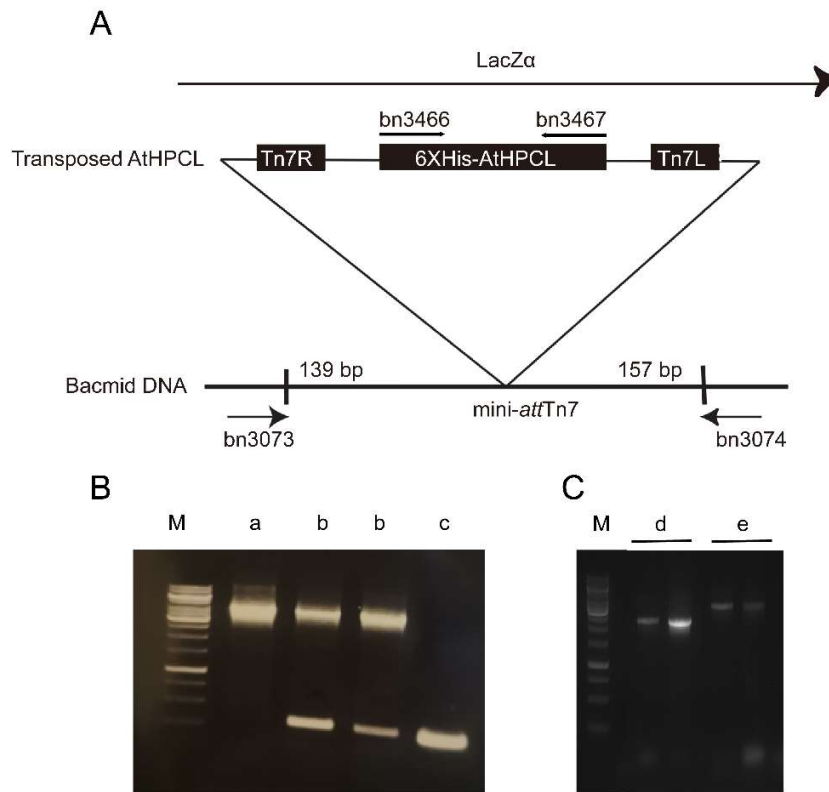 A
LacZα
bn3466 bn3467
Transposed AtHPCL Tn7R 6XHis-AtHPCL Tn7L
139 bp 157 bp
Bacmid DNA
mini-attTn7
bn3073 bn3074
B C
M a b b c M d e